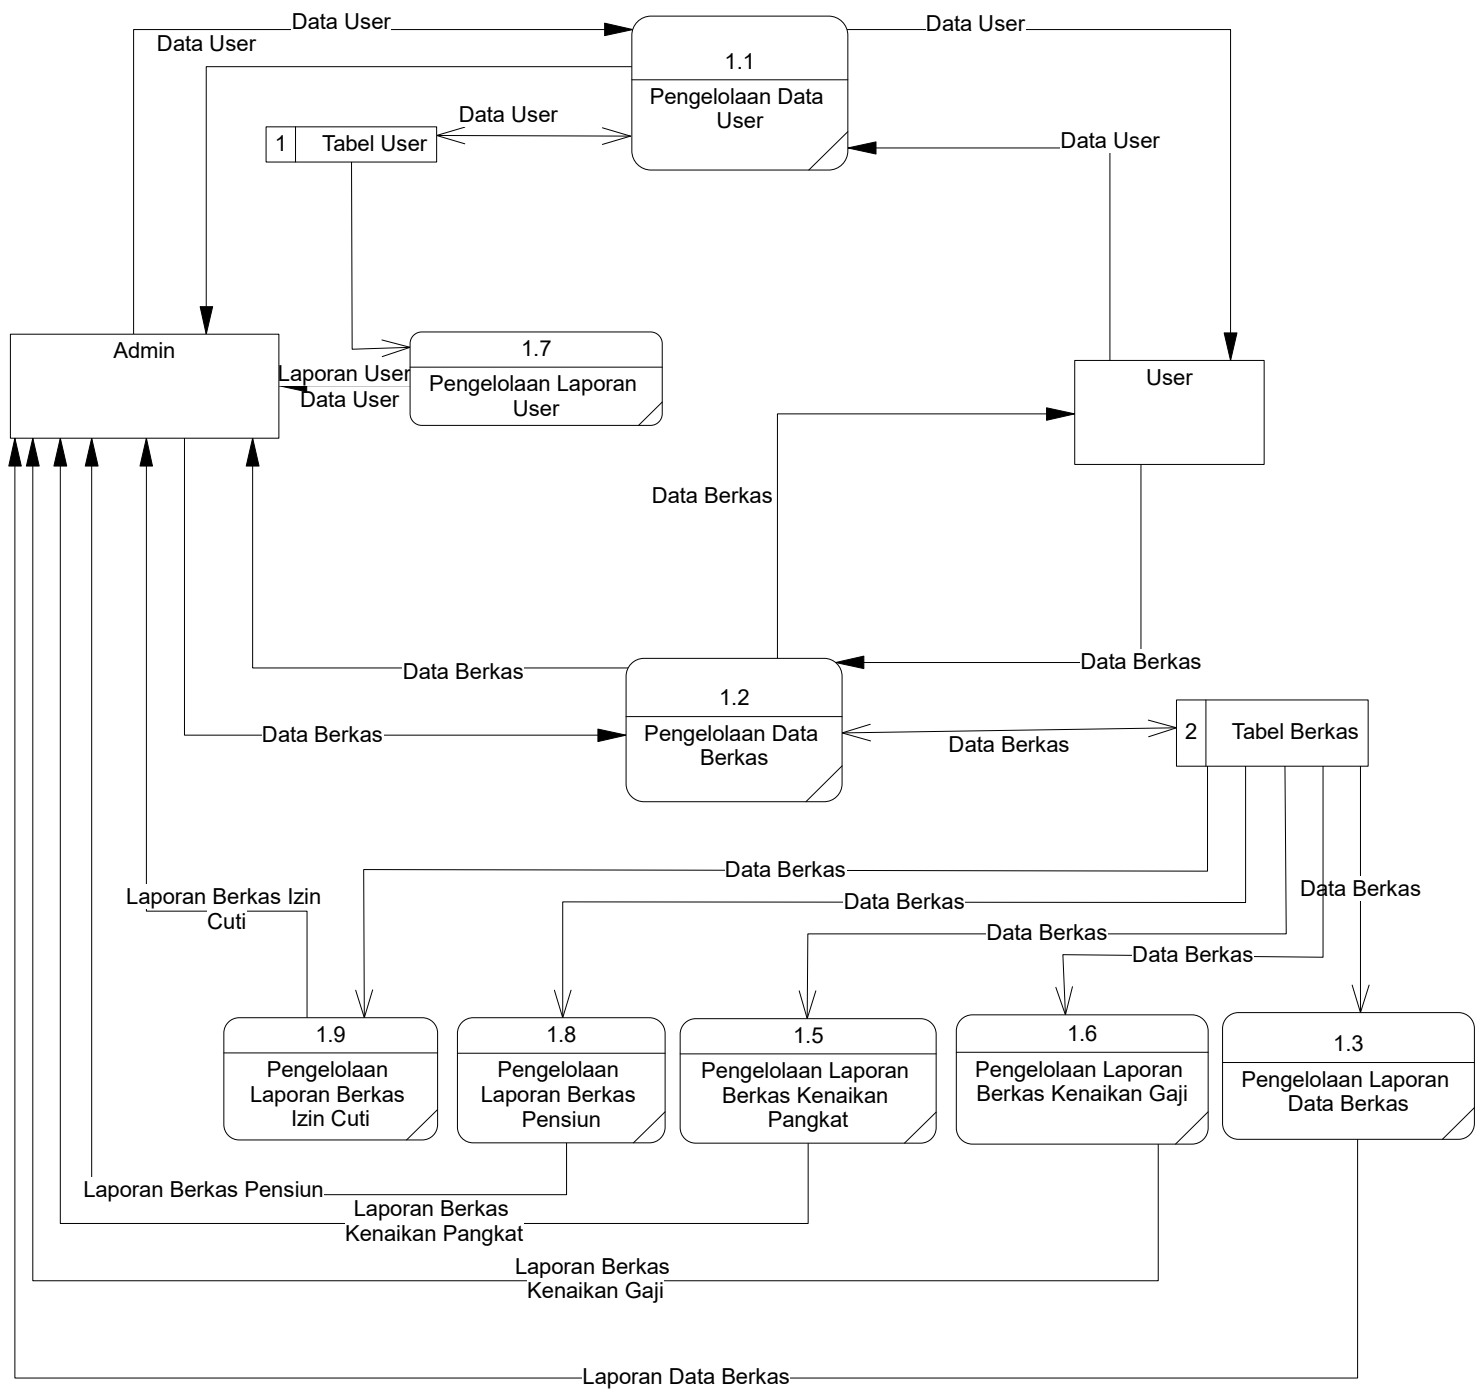 Data User
Data User
Data User
1.1
Pengelolaan Data
User
Data User
1
Tabel User
Data User
Admin
1.7
Pengelolaan Laporan
User
Laporan User
Data User
User
Data Berkas
Data Berkas
Data Berkas
1.2
Pengelolaan Data
Berkas
Data Berkas
Data Berkas
2
Tabel Berkas
Data Berkas
Data Berkas
Data Berkas
Data Berkas
Data Berkas
Laporan Berkas Izin
Cuti
1.9
Pengelolaan
Laporan Berkas
Izin Cuti
1.8
Pengelolaan
Laporan Berkas
Pensiun
1.5
Pengelolaan Laporan
Berkas Kenaikan
Pangkat
1.6
Pengelolaan Laporan
Berkas Kenaikan Gaji
1.3
Pengelolaan Laporan
Data Berkas
Laporan Berkas Pensiun
Laporan Berkas
Kenaikan Pangkat
Laporan Berkas
Kenaikan Gaji
Laporan Data Berkas